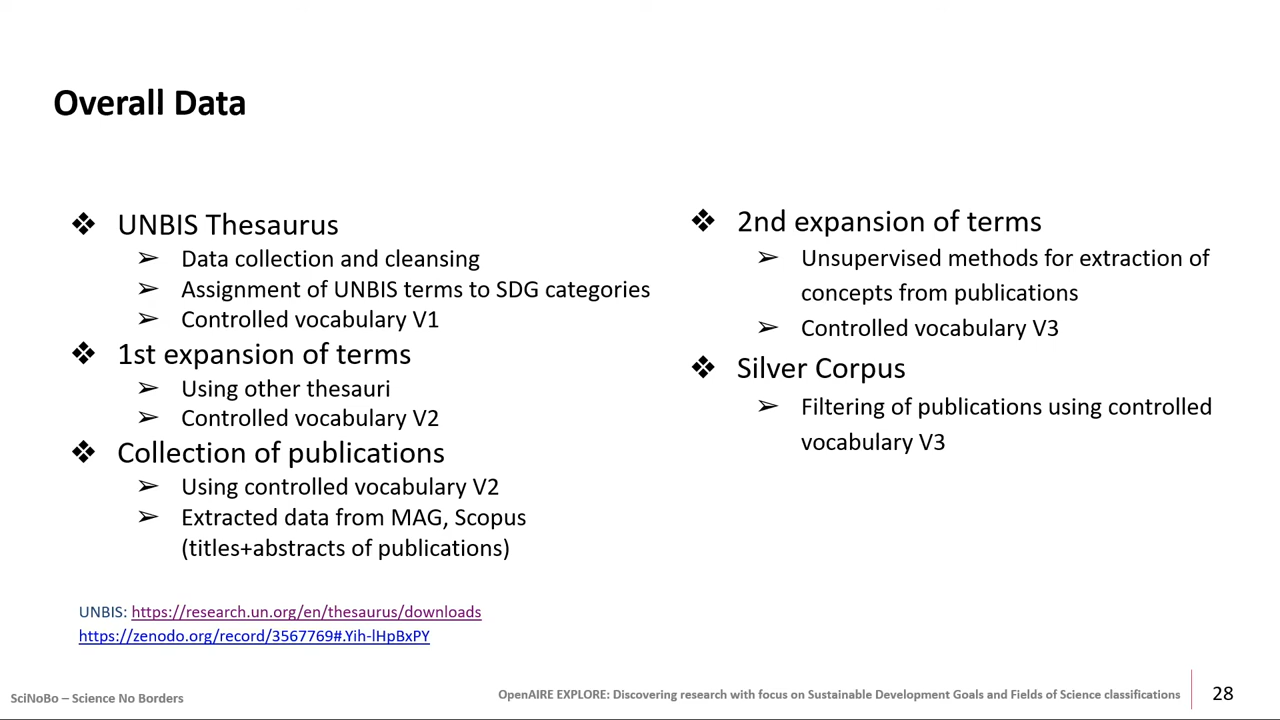 Overall Data
❖ UNBIS Thesaurus
➢ Data collection and cleansing
➢ Assignment of UNBIS terms to SDG categories
➢ Controlled vocabulary V1
❖ 1st expansion of terms
➢ Using other thesauri
➢ Controlled vocabulary V2
❖ Collection of publications
➢ Using controlled vocabulary V2
➢ Extracted data from MAG, Scopus
(titles+abstracts of publications)
❖ 2nd expansion of terms
➢ Unsupervised methods for extraction of
concepts from publications
➢ Controlled vocabulary V3
❖ Silver Corpus
➢ Filtering of publications using controlled
vocabulary V3
UNBIS: https://research.un.org/en/thesaurus/downloads
https://zenodo.org/record/3567769#.Yih-lHpBxPY
SciNoBo – Science No Borders
OpenAIRE EXPLORE: Discovering research with focus on Sustainable Development Goals and Fields of Science classifications
28